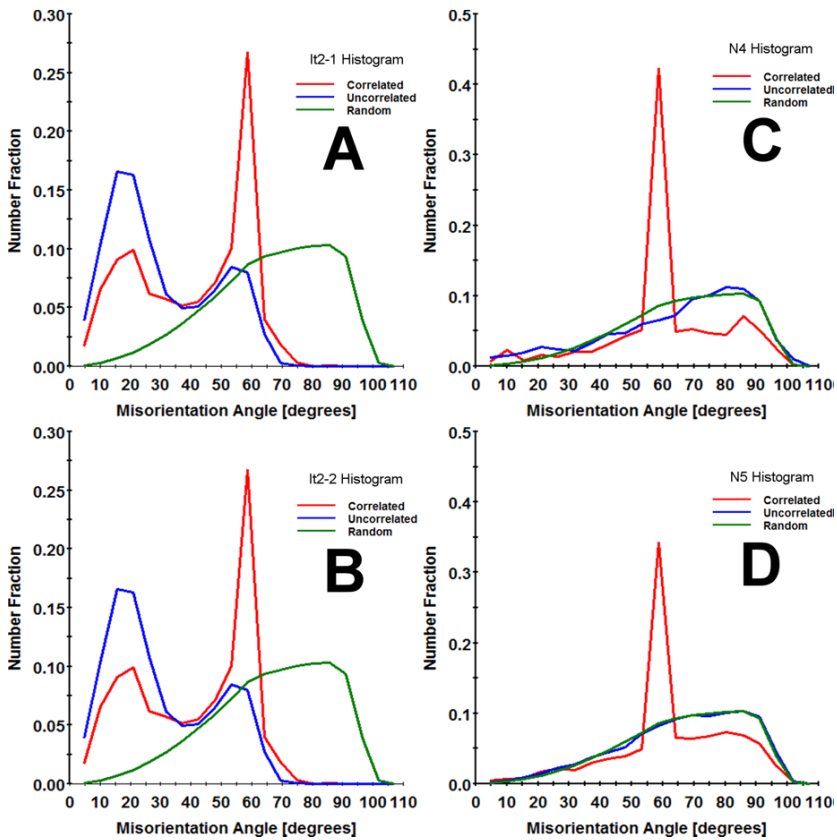 0.30
0.25
0.20
0.15
0.10
0.05
0.00
Number Fraction
It2-1 Histogram
Correlated
Uncorrelated
Random
A
0 10 20 30 40 50 60 70 80 90 100 110
Misorientation Angle [degrees]
0.5
0.4
0.3
0.2
0.1
0.0
Number Fraction
N4 Histogram
Correlated
Uncorrelated
Random
C
0 10 20 30 40 50 60 70 80 90 100 110
Misorientation Angle [degrees]
0.30
0.25
0.20
0.15
0.10
0.05
0.00
Number Fraction
It2-2 Histogram
Correlated
Uncorrelated
Random
B
0 10 20 30 40 50 60 70 80 90 100 110
Misorientation Angle [degrees]
0.5
0.4
0.3
0.2
0.1
0.0
Number Fraction
N5 Histogram
Correlated
Uncorrelated
Random
D
0 10 20 30 40 50 60 70 80 90 100 110
Misorientation Angle [degrees]